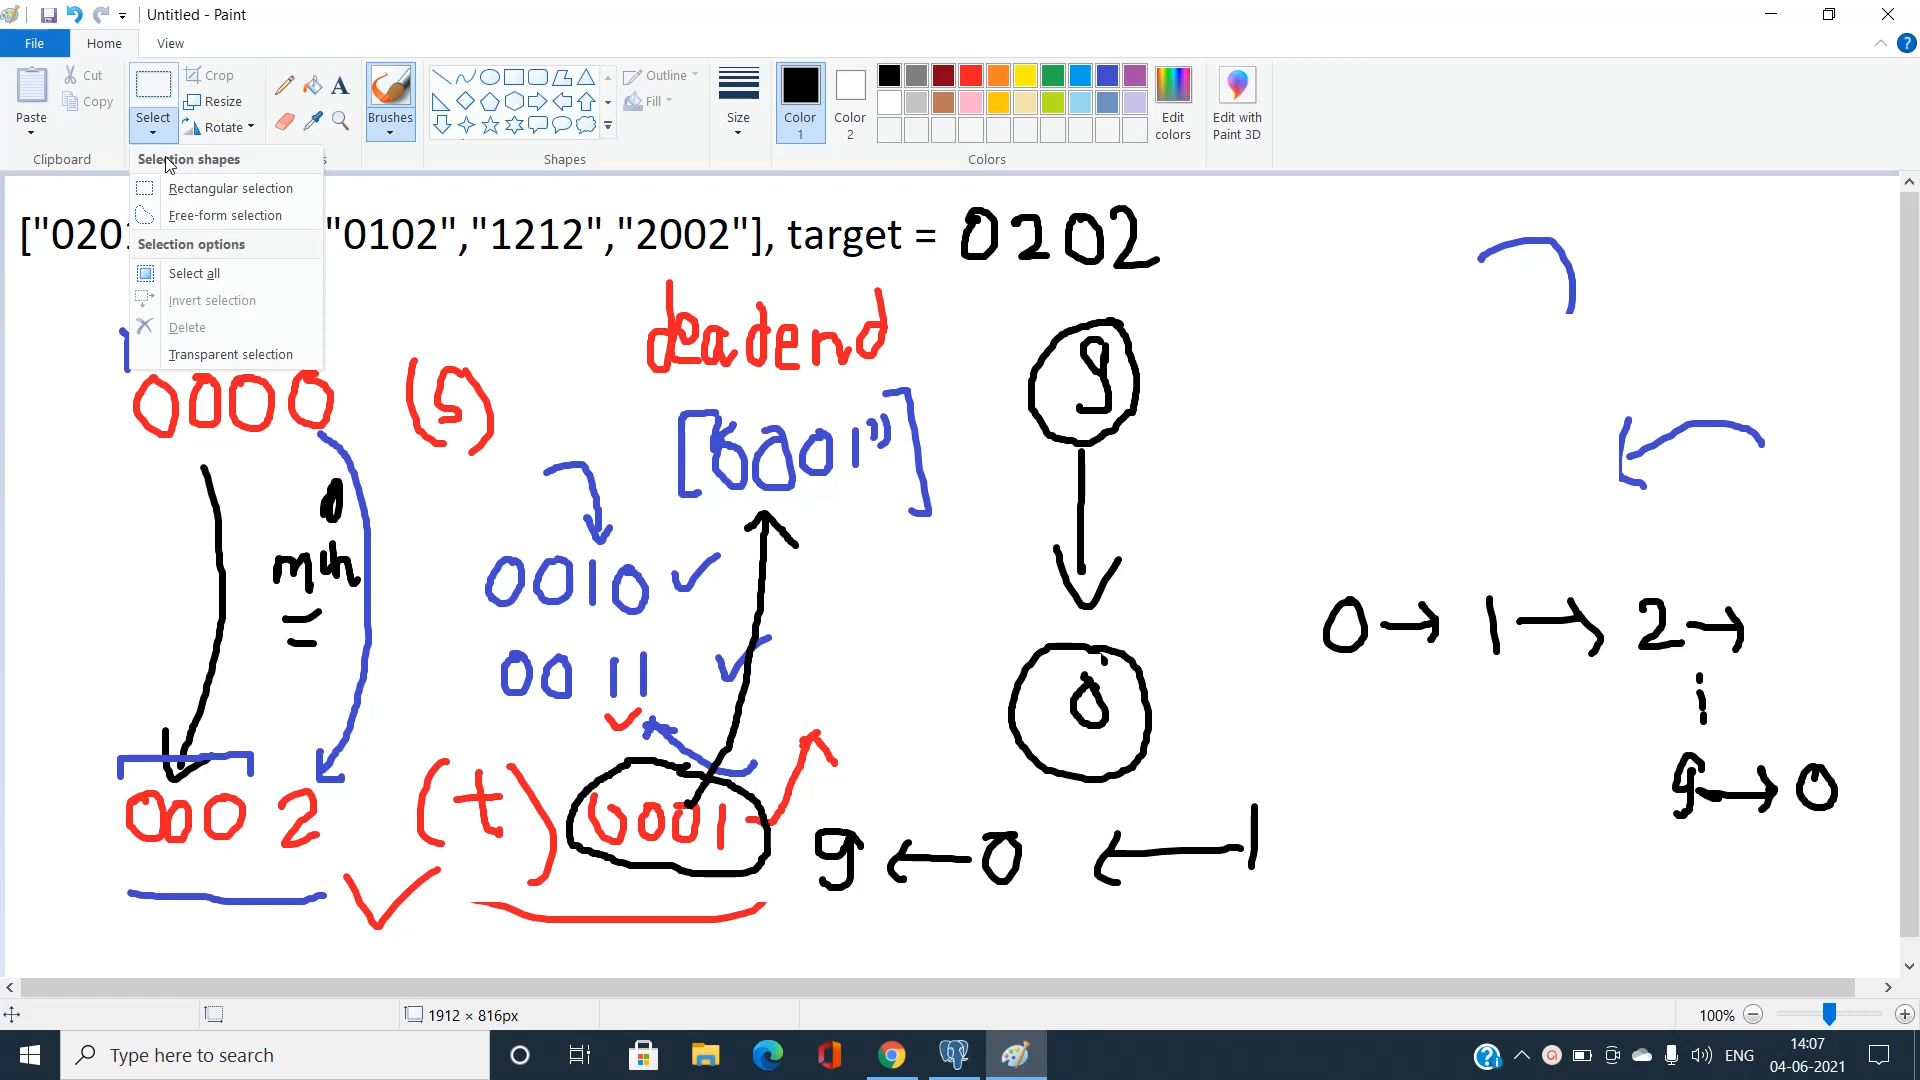 Untitled - Paint
File Home View
Paste Cut Copy Select Crop Resize Rotate Brushes Outline Fill Size Color 1 Color 2 Edit colors Edit with Paint 3D
Clipboard Shapes Colors
Selection shapes
Rectangular selection
Free-form selection
Selection options
Select all
Invert selection
Delete
Transparent selection
["020 "0102","1212","2002"], target = 0202
deadend
0000 (S) 9
["0001"]
min
0010
0 → 1 → 2 →
0011
0
9 → 0
0002 (t) 0001
9 ← 0 ← 1
1912 × 816px 100%
Type here to search
ENG 14:07
04-06-2021